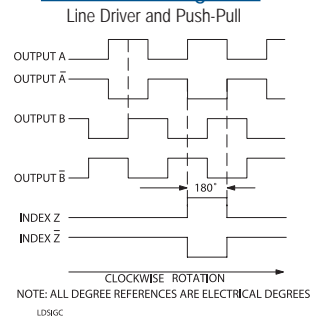 Line Driver and Push-Pull
OUTPUT A
OUTPUT A̅
OUTPUT B
OUTPUT B̅
180°
INDEX Z
INDEX Z̅
CLOCKWISE ROTATION
NOTE: ALL DEGREE REFERENCES ARE ELECTRICAL DEGREES
LDSIGC